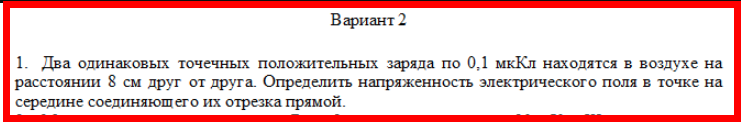 Вариант 2
1. Два одинаковых точечных положительных заряда по 0,1 мкКл находятся в воздухе на
расстоянии 8 см друг от друга. Определить напряженность электрического поля в точке на
середине соединяющего их отрезка прямой.